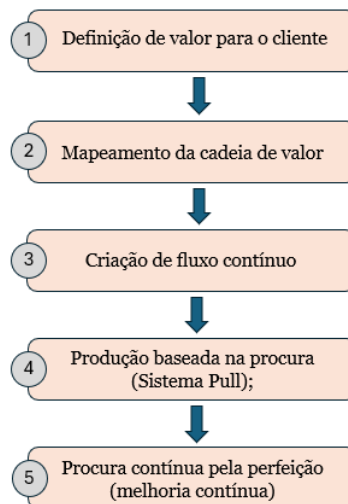 1
Definição de valor para o cliente
2
Mapeamento da cadeia de valor
3
Criação de fluxo contínuo
4
Produção baseada na procura
(Sistema Pull);
5
Procura contínua pela perfeição
(melhoria contínua)